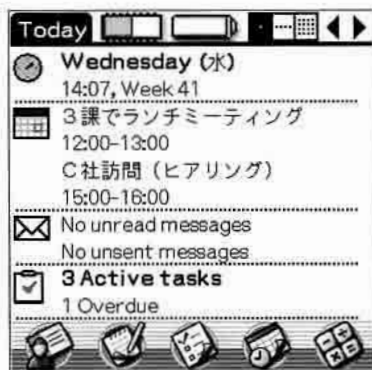 Today
Wednesday (水)
14:07, Week 41
3課でランチミーティング
12:00-13:00
C社訪問（ヒアリング）
15:00-16:00
No unread messages
No unsent messages
3 Active tasks
1 Overdue